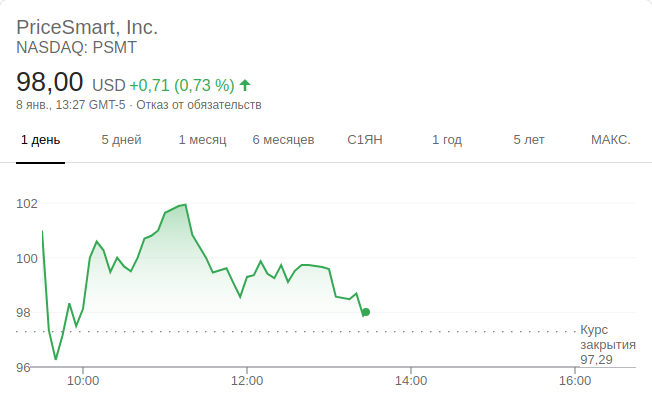 PriceSmart, Inc.
NASDAQ: PSMT
98,00 USD +0,71 (0,73 %)
8 янв., 13:27 GMT-5 · Отказ от обязательств
1 день 5 дней 1 месяц 6 месяцев С1ЯН 1 год 5 лет МАКС.
102
100
98
Курс
закрытия
97,29
96
10:00 12:00 14:00 16:00